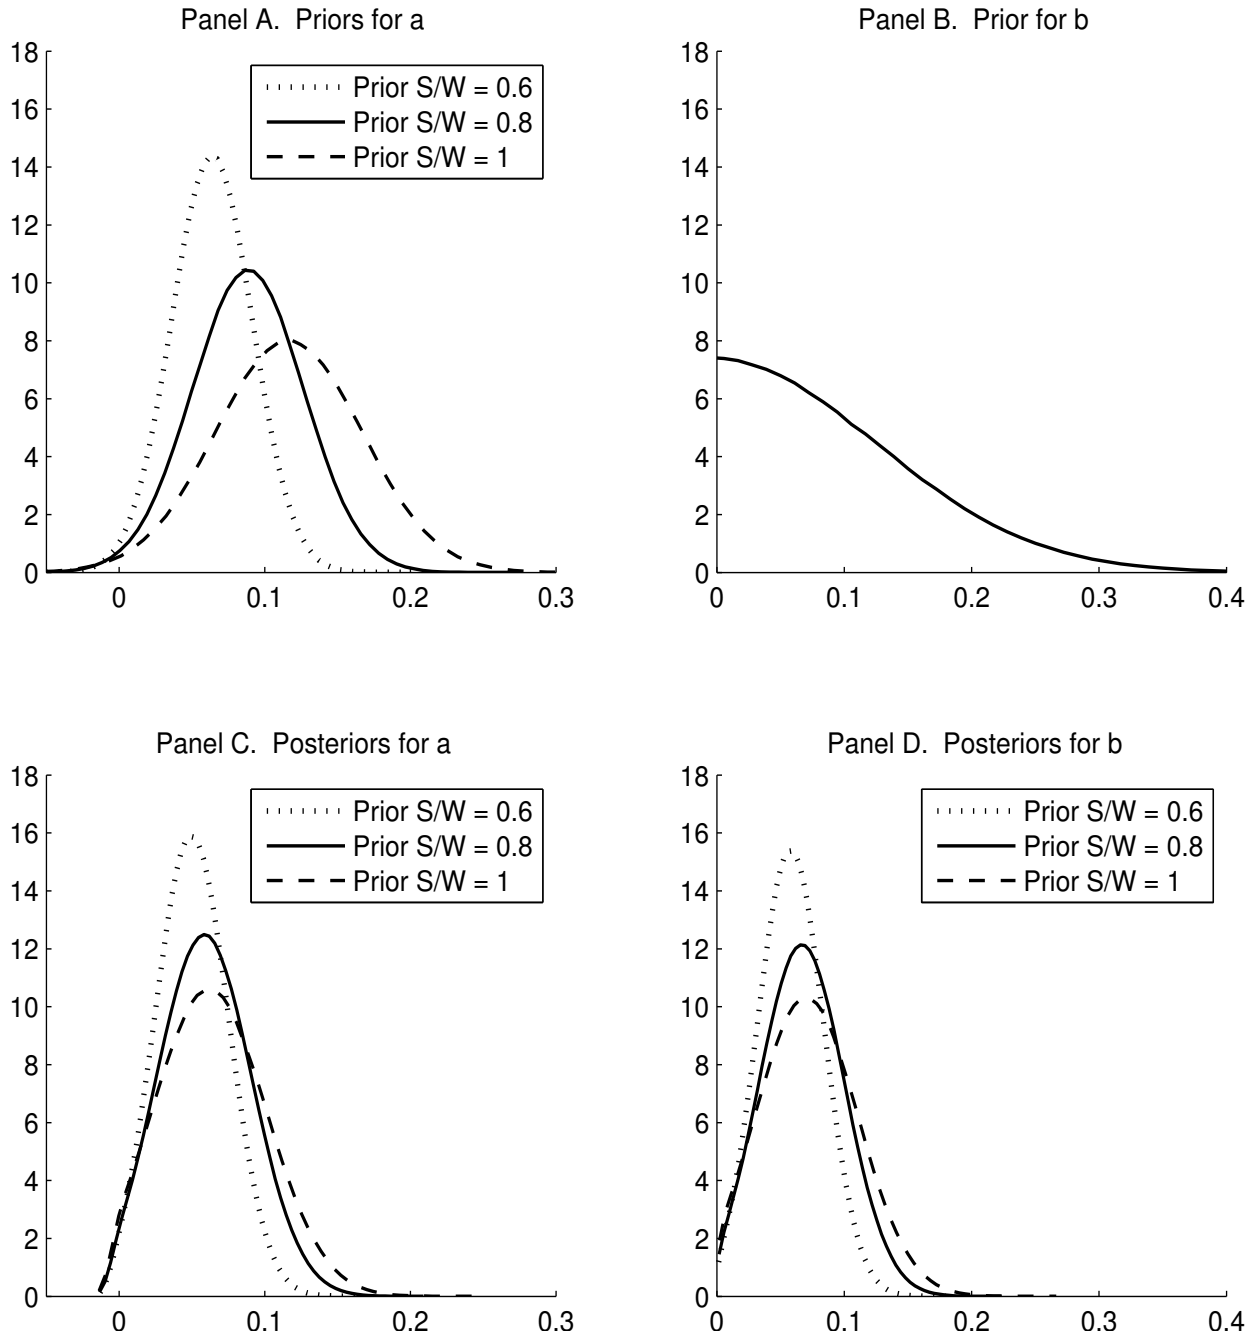 Panel A.  Priors for a
18
16
14
12
10
8
6
4
2
0
0 0.1 0.2 0.3
Prior S/W = 0.6
Prior S/W = 0.8
Prior S/W = 1
Panel B.  Prior for b
18
16
14
12
10
8
6
4
2
0
0 0.1 0.2 0.3 0.4
Panel C.  Posteriors for a
18
16
14
12
10
8
6
4
2
0
0 0.1 0.2 0.3
Prior S/W = 0.6
Prior S/W = 0.8
Prior S/W = 1
Panel D.  Posteriors for b
18
16
14
12
10
8
6
4
2
0
0 0.1 0.2 0.3 0.4
Prior S/W = 0.6
Prior S/W = 0.8
Prior S/W = 1